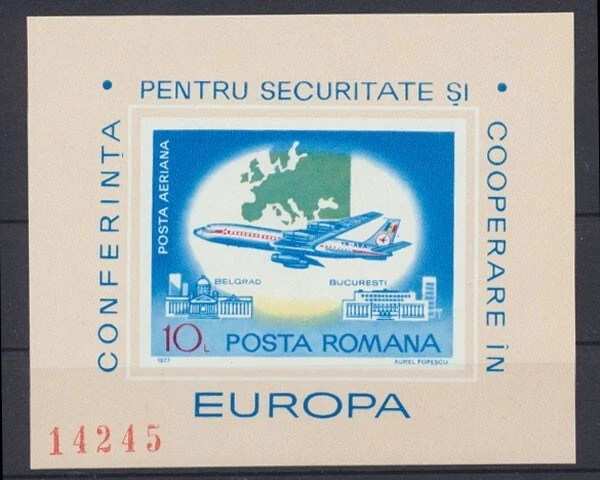 CONFERINȚA
• PENTRU SECURITATE ȘI •
COOPERARE ÎN
EUROPA
POSTA AERIANA
BELGRAD
BUCURESTI
10L
POSTA ROMANA
1977
AUREL POPESCU
14245